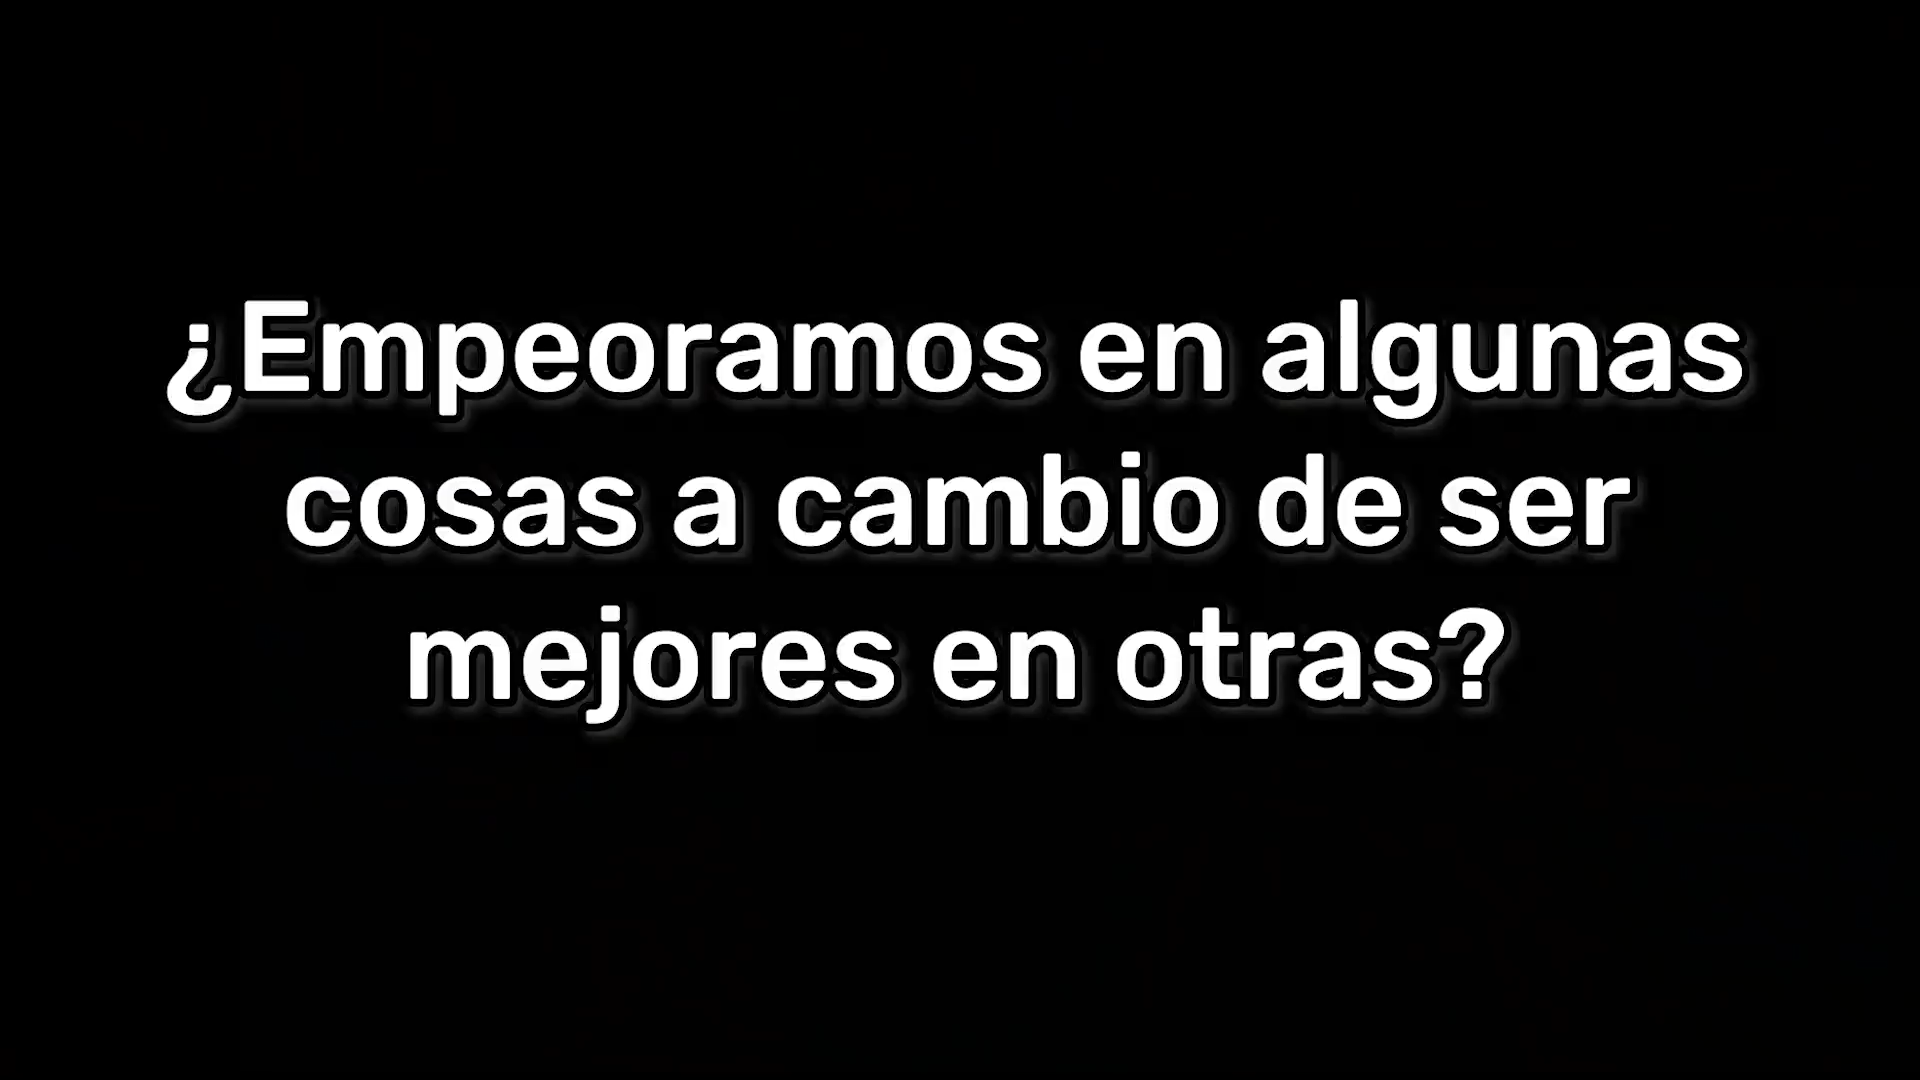 ¿Empeoramos en algunas
cosas a cambio de ser
mejores en otras?